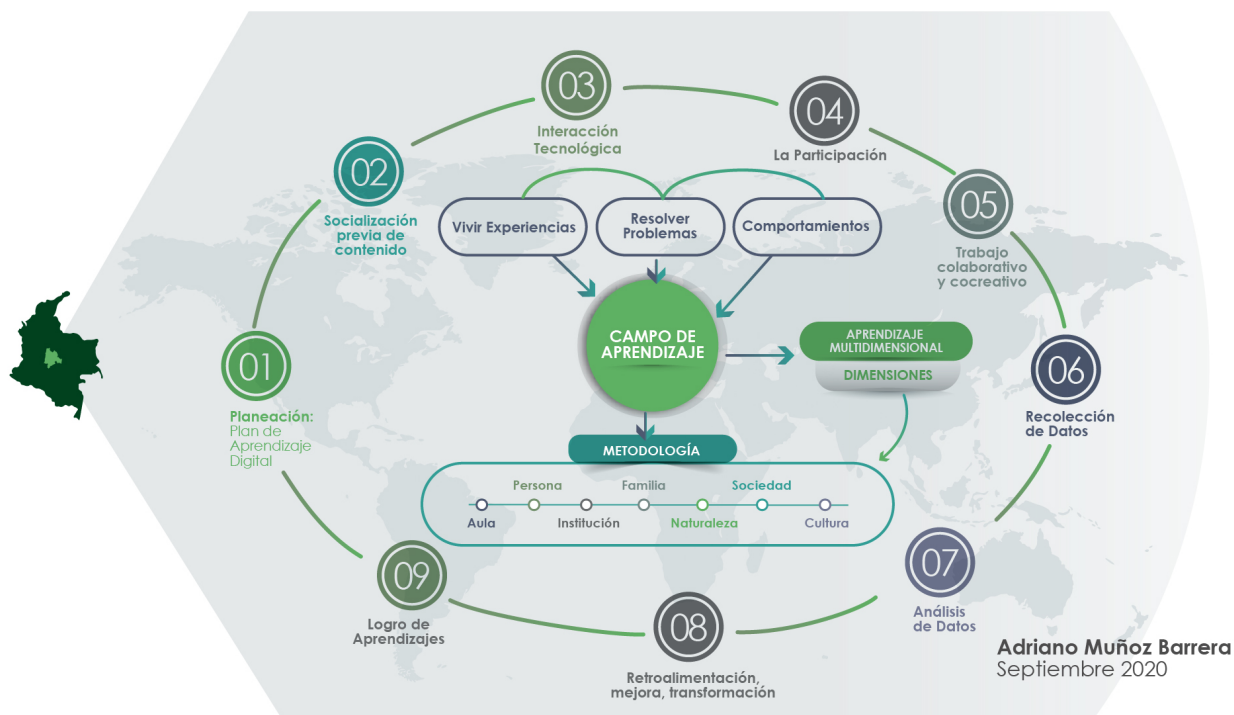 01
Planeación:
Plan de
Aprendizaje
Digital
02
Socialización
previa de
contenido
03
Interacción
Tecnológica
04
La Participación
05
Trabajo
colaborativo
y cocreativo
06
Recolección
de Datos
07
Análisis
de Datos
08
Retroalimentación,
mejora, transformación
09
Logro de
Aprendizajes
Vivir Experiencias
Resolver
Problemas
Comportamientos
CAMPO DE
APRENDIZAJE
APRENDIZAJE
MULTIDIMENSIONAL
DIMENSIONES
METODOLOGÍA
Persona
Familia
Sociedad
Aula
Institución
Naturaleza
Cultura
Adriano Muñoz Barrera
Septiembre 2020